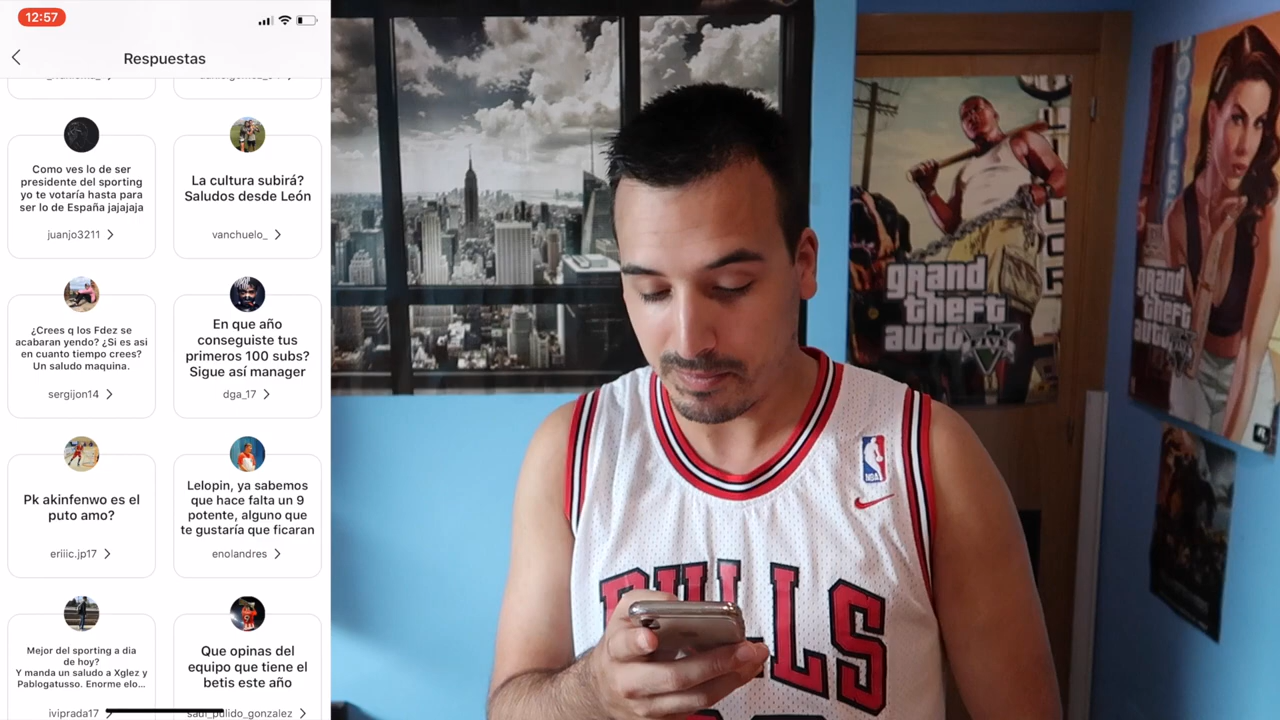 12:57
Respuestas
Como ves lo de ser
presidente del sporting
yo te votaría hasta para
ser lo de España jajajaja
juanjo3211
La cultura subirá?
Saludos desde León
vanchuelo_
¿Crees q los Fdez se
acabaran yendo? ¿Si es asi
en cuanto tiempo crees?
Un saludo maquina.
sergijon14
En que año
conseguiste tus
primeros 100 subs?
Sigue así manager
dga_17
Pk akinfenwo es el
puto amo?
eriiic.jp17
Lelopin, ya sabemos
que hace falta un 9
potente, alguno que
te gustaría que ficaran
enolandres
Mejor del sporting a dia
de hoy?
Y manda un saludo a Xglez y
Pablogatusso. Enorme elo...
iviprada17
Que opinas del
equipo que tiene el
betis este año
saul_pulido_gonzalez
grand
theft
auto V
grand
theft
auto
NBA
BULLS